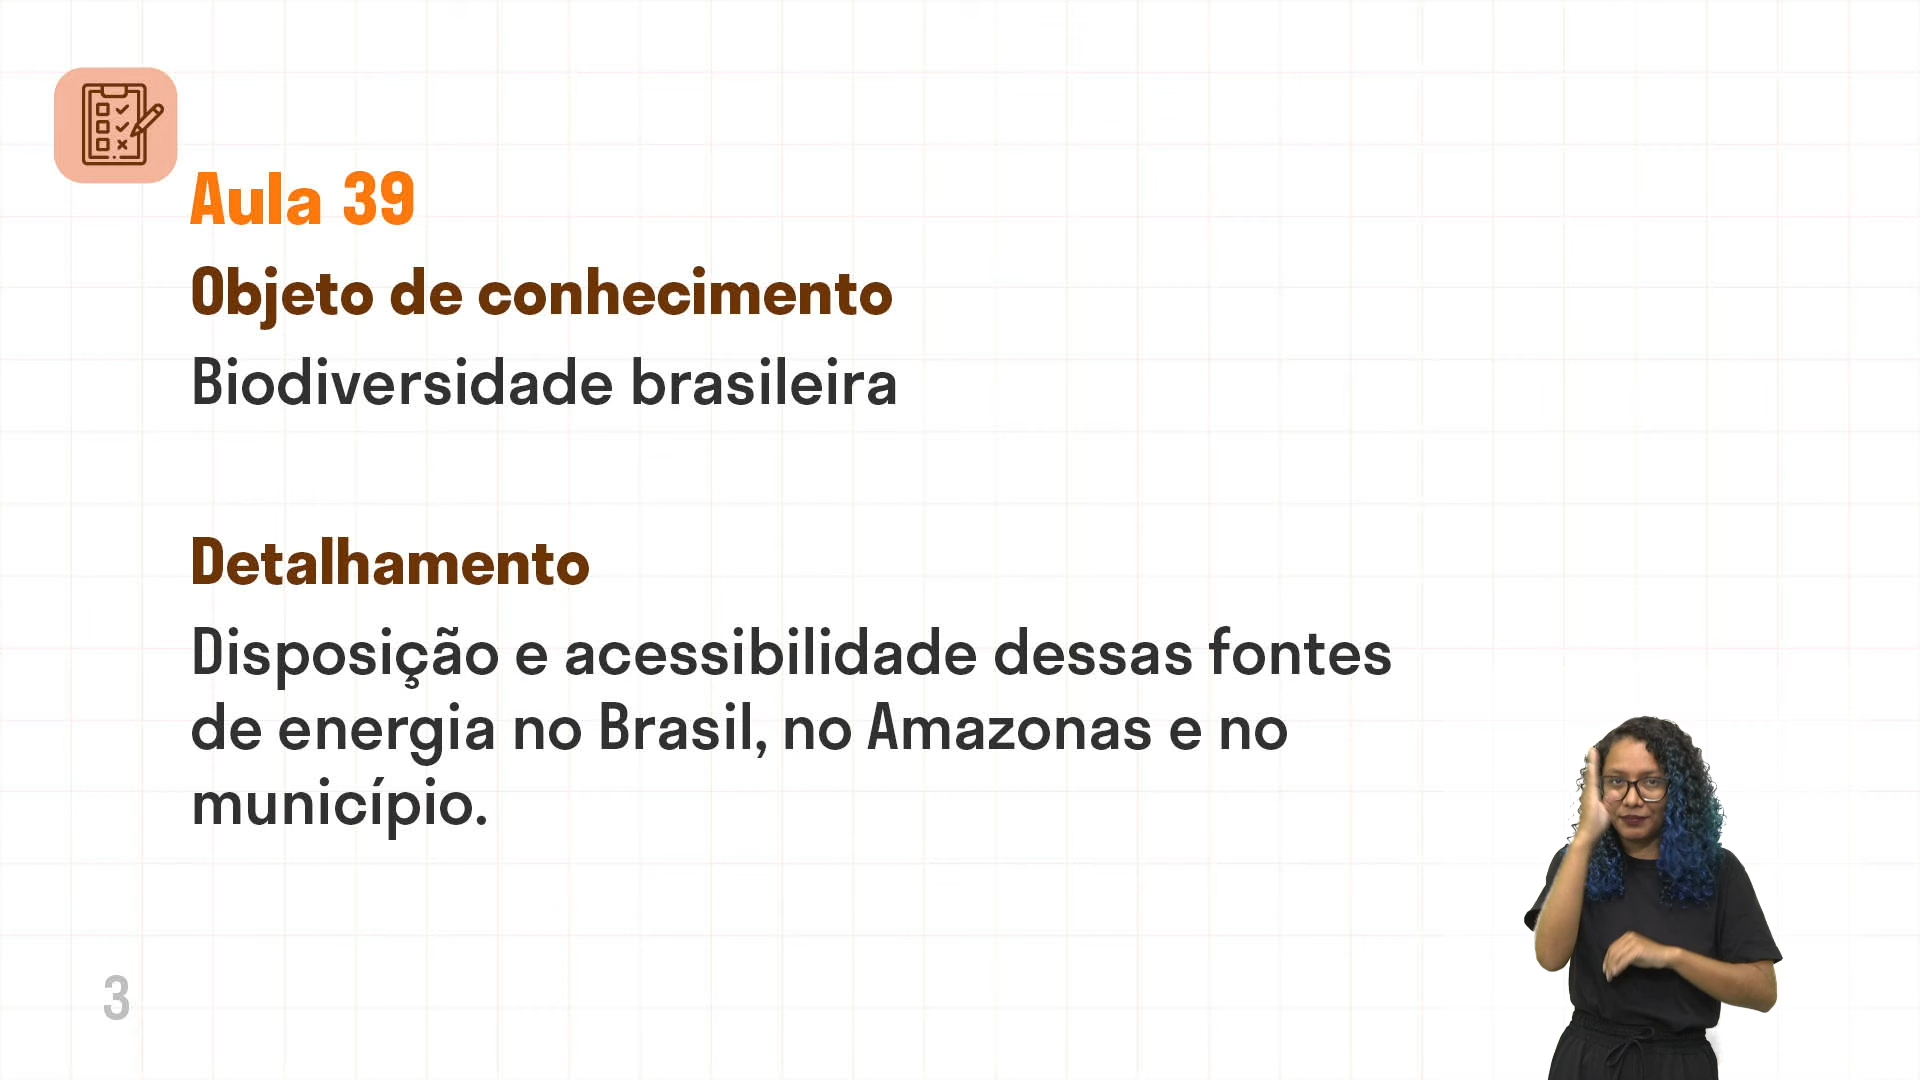 Aula 39
Objeto de conhecimento
Biodiversidade brasileira
Detalhamento
Disposição e acessibilidade dessas fontes
de energia no Brasil, no Amazonas e no
município.
3